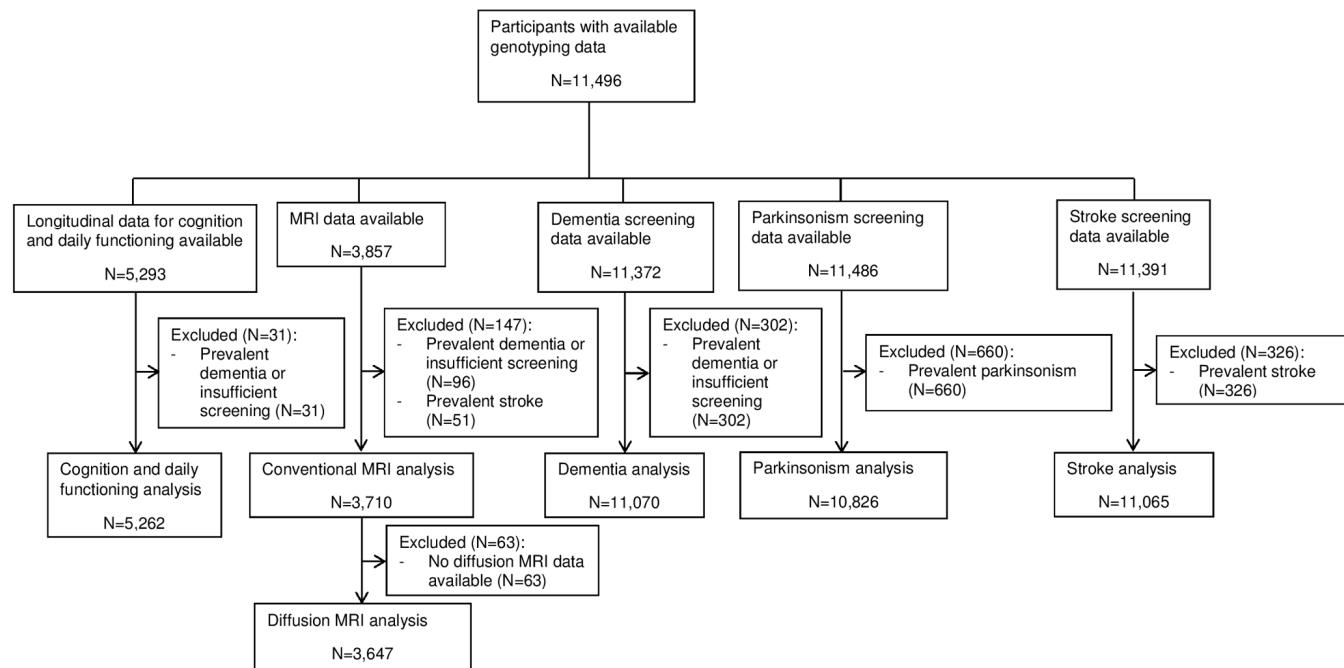 Participants with available
genotyping data
N=11,496
Longitudinal data for cognition
and daily functioning available
N=5,293
MRI data available
N=3,857
Dementia screening
data available
N=11,372
Parkinsonism screening
data available
N=11,486
Stroke screening
data available
N=11,391
Excluded (N=31):
- Prevalent
dementia or
insufficient
screening (N=31)
Excluded (N=147):
- Prevalent dementia or
insufficient screening
(N=96)
- Prevalent stroke
(N=51)
Excluded (N=302):
- Prevalent
dementia or
insufficient
screening
(N=302)
Excluded (N=660):
- Prevalent parkinsonism
(N=660)
Excluded (N=326):
- Prevalent stroke
(N=326)
Cognition and daily
functioning analysis
N=5,262
Conventional MRI analysis
N=3,710
Dementia analysis
N=11,070
Parkinsonism analysis
N=10,826
Stroke analysis
N=11,065
Excluded (N=63):
- No diffusion MRI data
available (N=63)
Diffusion MRI analysis
N=3,647